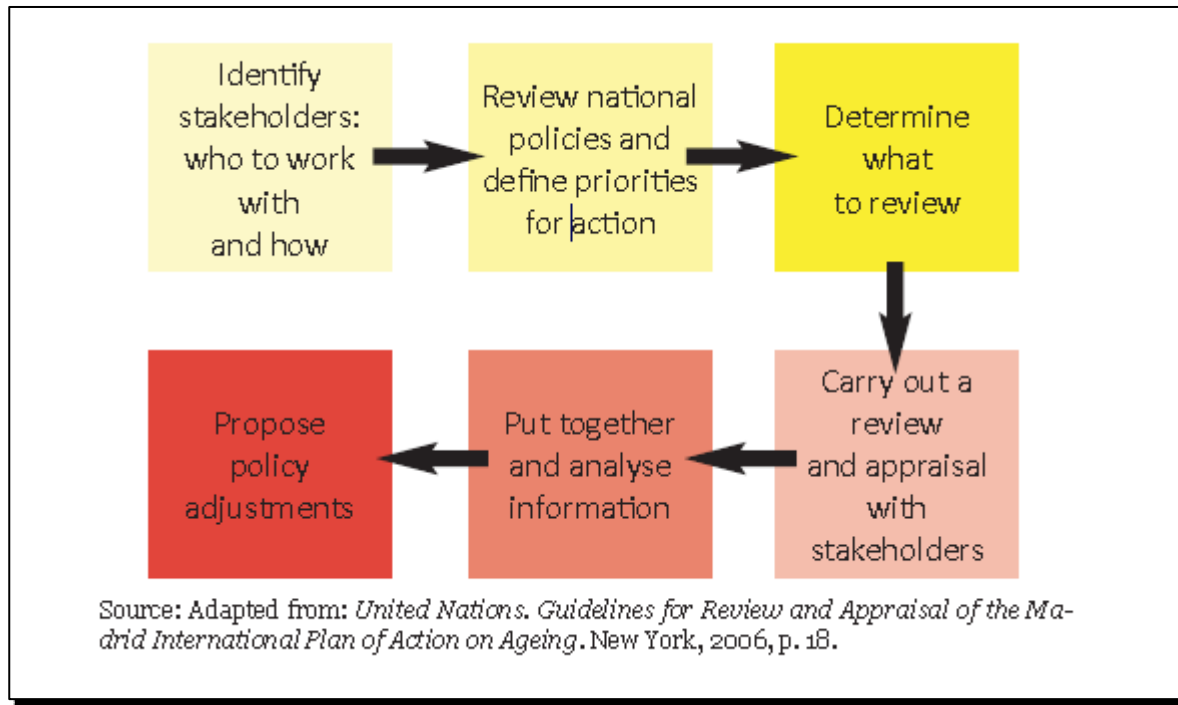 Identify
stakeholders:
who to work
with
and how
Review national
policies and
define priorities
for action
Determine
what
to review
Carry out a
review
and appraisal
with
stakeholders
Put together
and analyse
information
Propose
policy
adjustments
Source: Adapted from: United Nations. Guidelines for Review and Appraisal of the Ma-
drid International Plan of Action on Ageing. New York, 2006, p. 18.